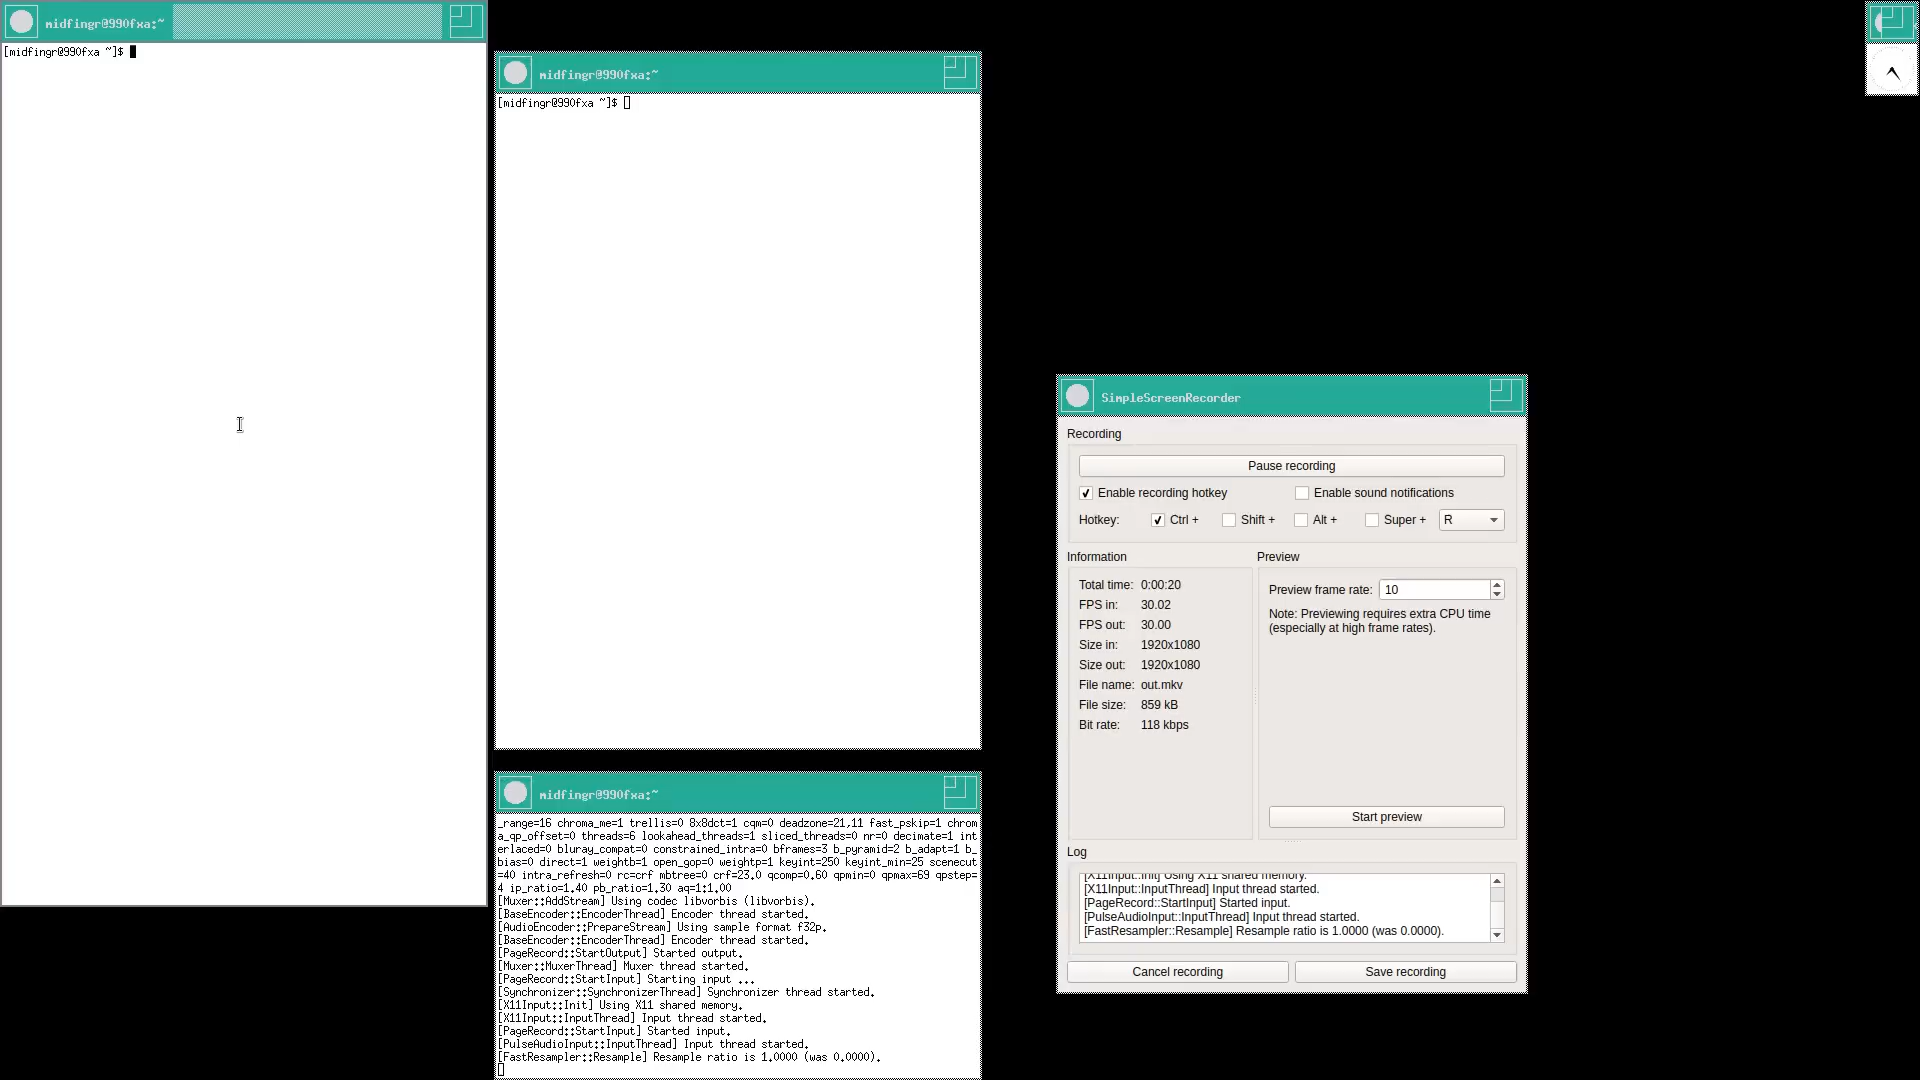 midfingr@990fxa:~
[midfingr@990fxa ~]$
midfingr@990fxa:~
[midfingr@990fxa ~]$
midfingr@990fxa:~
_range=16 chroma_me=1 trellis=0 8x8dct=1 cqm=0 deadzone=21,11 fast_pskip=1 chrom
a_qp_offset=0 threads=6 lookahead_threads=1 sliced_threads=0 nr=0 decimate=1 int
erlaced=0 bluray_compat=0 constrained_intra=0 bframes=3 b_pyramid=2 b_adapt=1 b_
bias=0 direct=1 weightb=1 open_gop=0 weightp=1 keyint=250 keyint_min=25 scenecut
=40 intra_refresh=0 rc=crf mbtree=0 crf=23.0 qcomp=0.60 qpmin=0 qpmax=69 qpstep=
4 ip_ratio=1.40 pb_ratio=1.30 aq=1:1.00
[Muxer::AddStream] Using codec libvorbis (libvorbis).
[BaseEncoder::EncoderThread] Encoder thread started.
[AudioEncoder::PrepareStream] Using sample format f32p.
[BaseEncoder::EncoderThread] Encoder thread started.
[PageRecord::StartOutput] Started output.
[Muxer::MuxerThread] Muxer thread started.
[PageRecord::StartInput] Starting input ...
[Synchronizer::SynchronizerThread] Synchronizer thread started.
[X11Input::Init] Using X11 shared memory.
[X11Input::InputThread] Input thread started.
[PageRecord::StartInput] Started input.
[PulseAudioInput::InputThread] Input thread started.
[FastResampler::Resample] Resample ratio is 1.0000 (was 0.0000).
SimpleScreenRecorder
Recording
Pause recording
Enable recording hotkey Enable sound notifications
Hotkey: Ctrl + Shift + Alt + Super + R
Information
Total time: 0:00:20
FPS in: 30.02
FPS out: 30.00
Size in: 1920x1080
Size out: 1920x1080
File name: out.mkv
File size: 859 kB
Bit rate: 118 kbps
Preview
Preview frame rate: 10
Note: Previewing requires extra CPU time
(especially at high frame rates).
Start preview
Log
[X11Input::Init] Using X11 shared memory.
[X11Input::InputThread] Input thread started.
[PageRecord::StartInput] Started input.
[PulseAudioInput::InputThread] Input thread started.
[FastResampler::Resample] Resample ratio is 1.0000 (was 0.0000).
Cancel recording Save recording